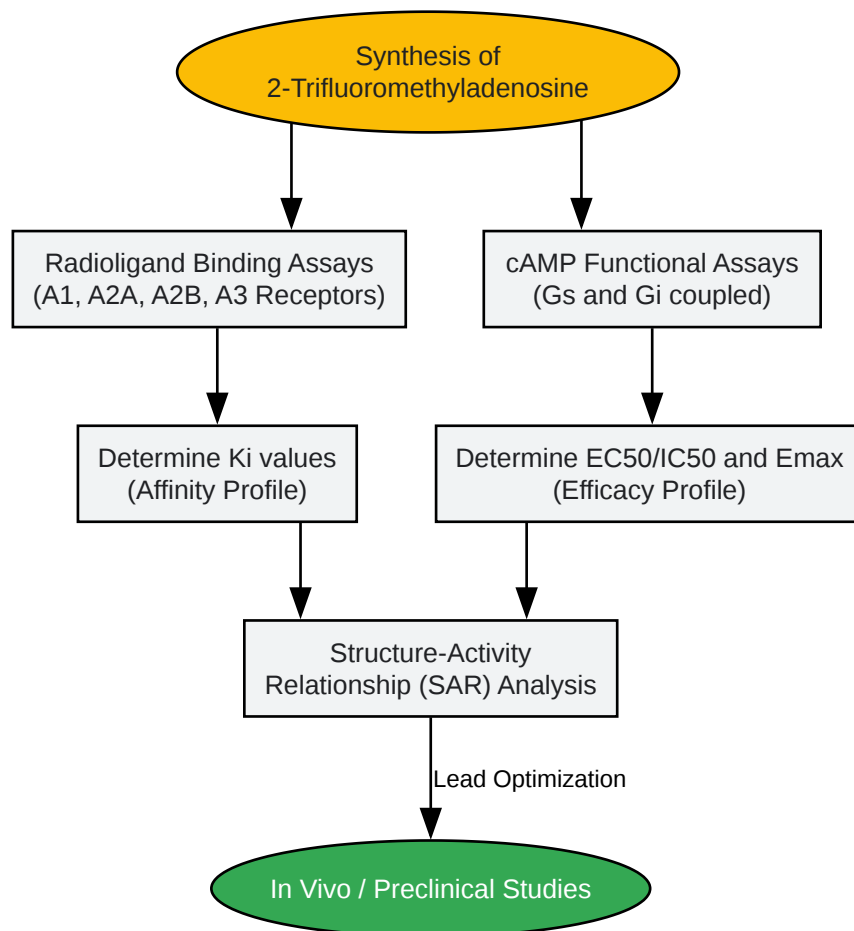 Synthesis of
2-Trifluoromethyladenosine
Radioligand Binding Assays
(A1, A2A, A2B, A3 Receptors)
cAMP Functional Assays
(Gs and Gi coupled)
Determine Ki values
(Affinity Profile)
Determine EC50/IC50 and Emax
(Efficacy Profile)
Structure-Activity
Relationship (SAR) Analysis
Lead Optimization
In Vivo / Preclinical Studies